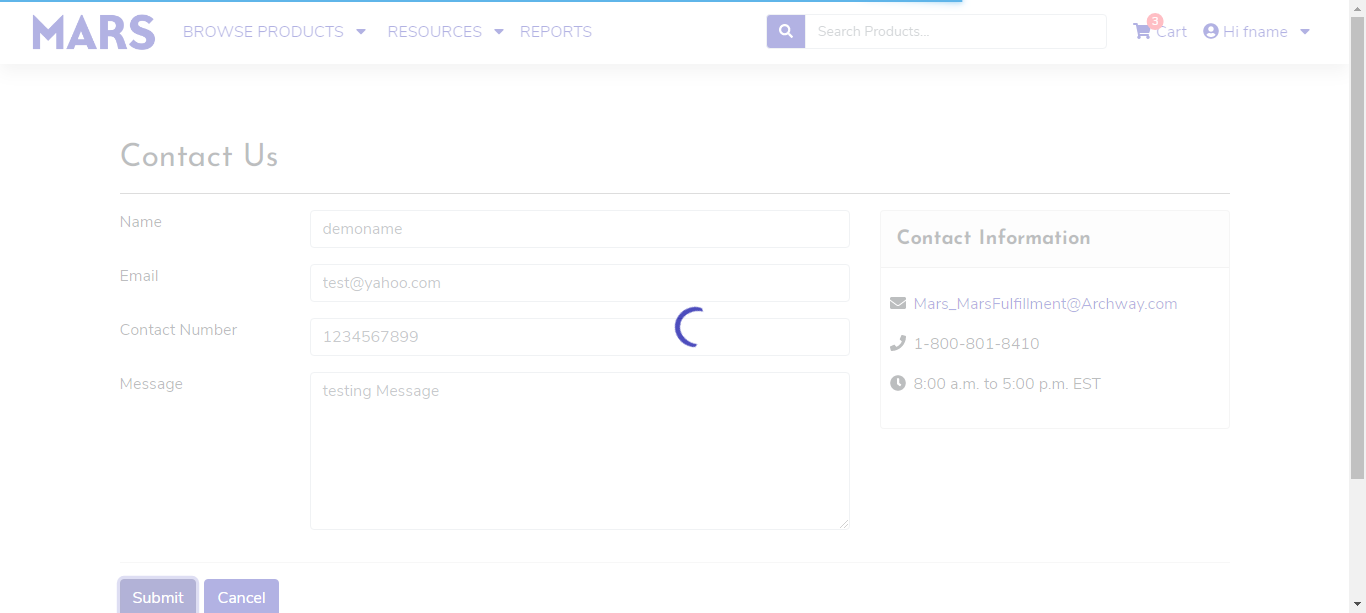 MARS BROWSE PRODUCTS RESOURCES REPORTS Search Products... 3 Cart Hi fname
Contact Us
Name demoname
Email test@yahoo.com
Contact Number 1234567899
Message testing Message
Contact Information
Mars_MarsFulfillment@Archway.com
1-800-801-8410
8:00 a.m. to 5:00 p.m. EST
Submit Cancel